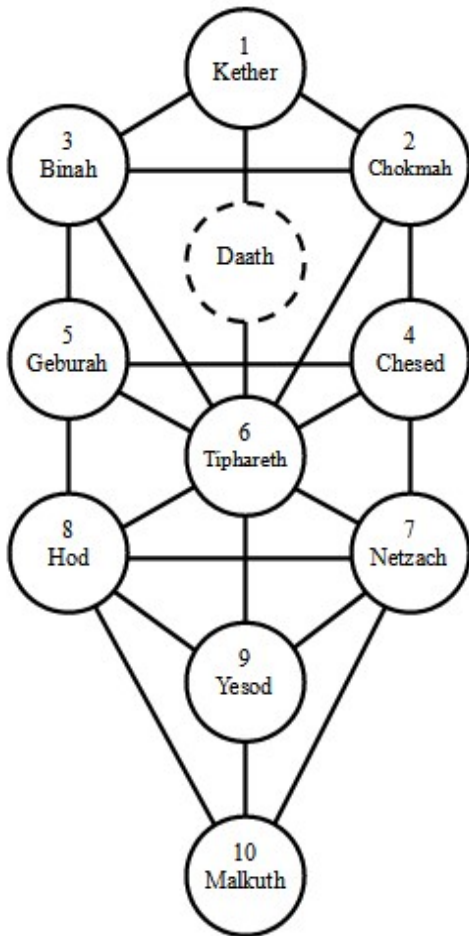 1
Kether
3
Binah
2
Chokmah
Daath
5
Geburah
4
Chesed
6
Tiphareth
8
Hod
7
Netzach
9
Yesod
10
Malkuth